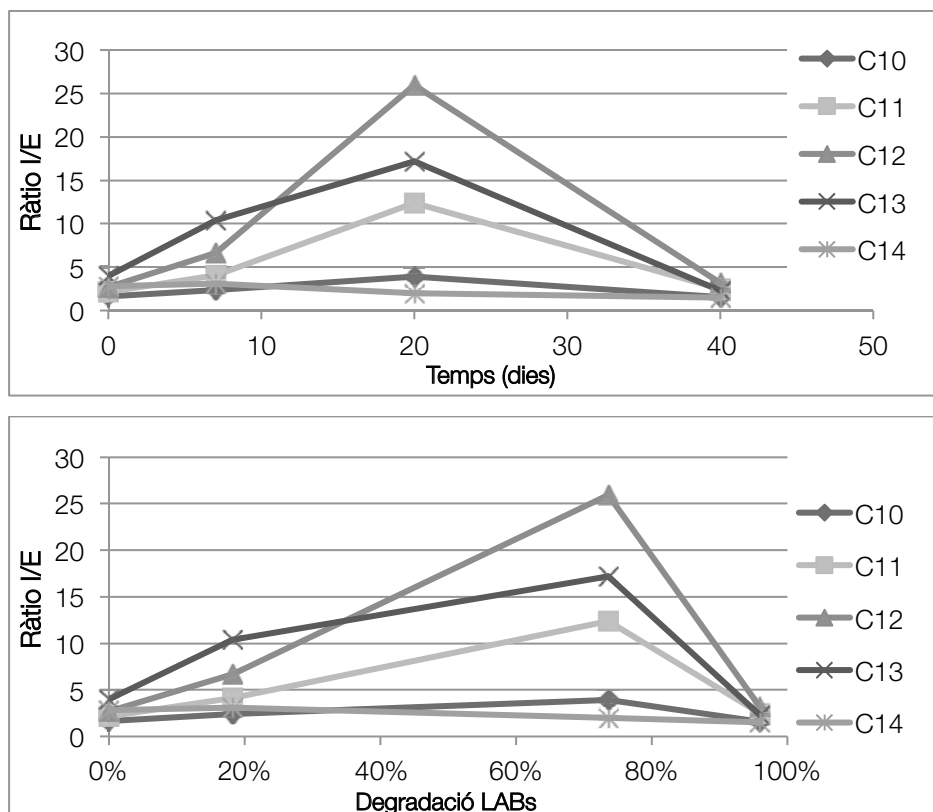 30
25
20
15
10
5
0
Ràtio I/E
0 10 20 30 40 50
Temps (dies)
C10
C11
C12
C13
C14
30
25
20
15
10
5
0
Ràtio I/E
0% 20% 40% 60% 80% 100%
Degradació LABs
C10
C11
C12
C13
C14